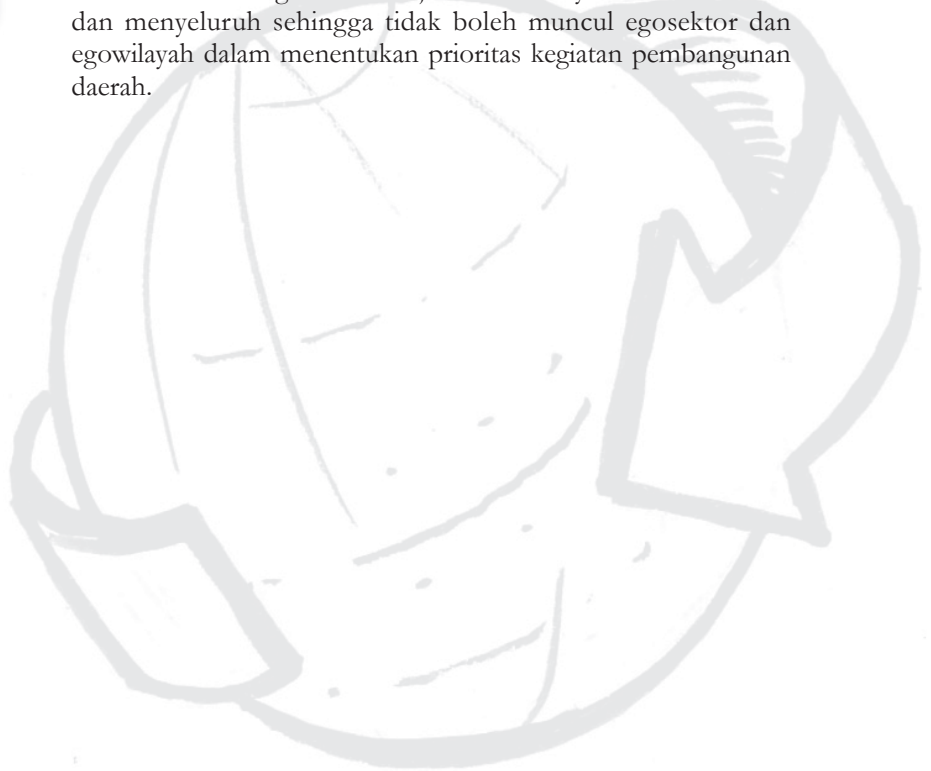 dan menyeluruh sehingga tidak boleh muncul egosektor dan
egowilayah dalam menentukan prioritas kegiatan pembangunan
daerah.